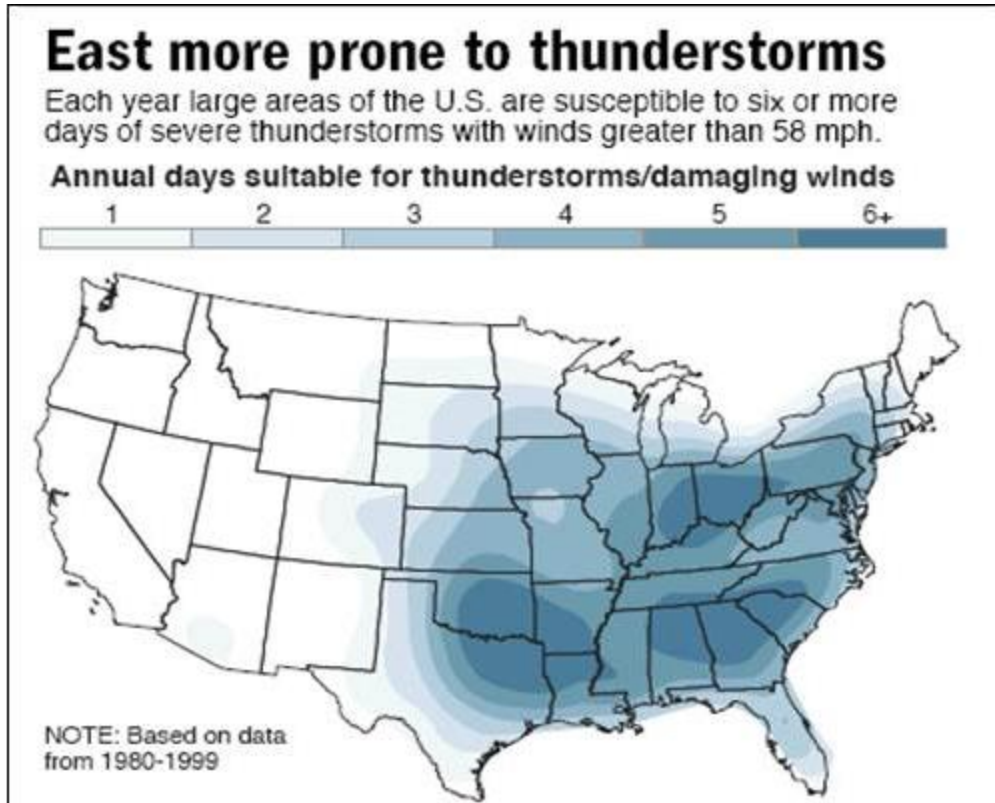 East more prone to thunderstorms
Each year large areas of the U.S. are susceptible to six or more
days of severe thunderstorms with winds greater than 58 mph.
Annual days suitable for thunderstorms/damaging winds
1 2 3 4 5 6+
NOTE: Based on data
from 1980-1999